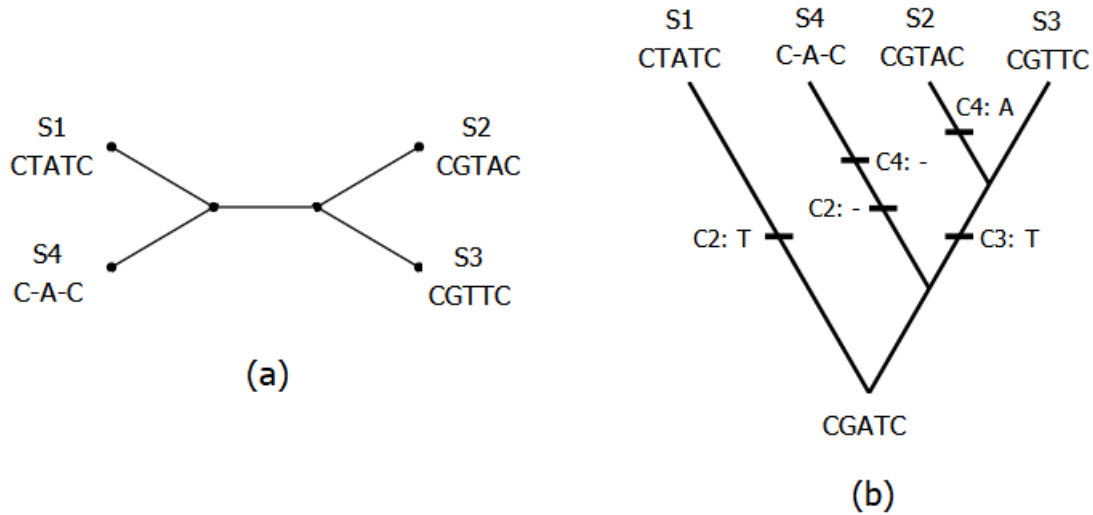 S1
CTATC
S4
C-A-C
S2
CGTAC
S3
CGTTC
(a)
S1
CTATC
S4
C-A-C
S2
CGTAC
S3
CGTTC
C4: A
C4: -
C2: -
C2: T
C3: T
CGATC
(b)